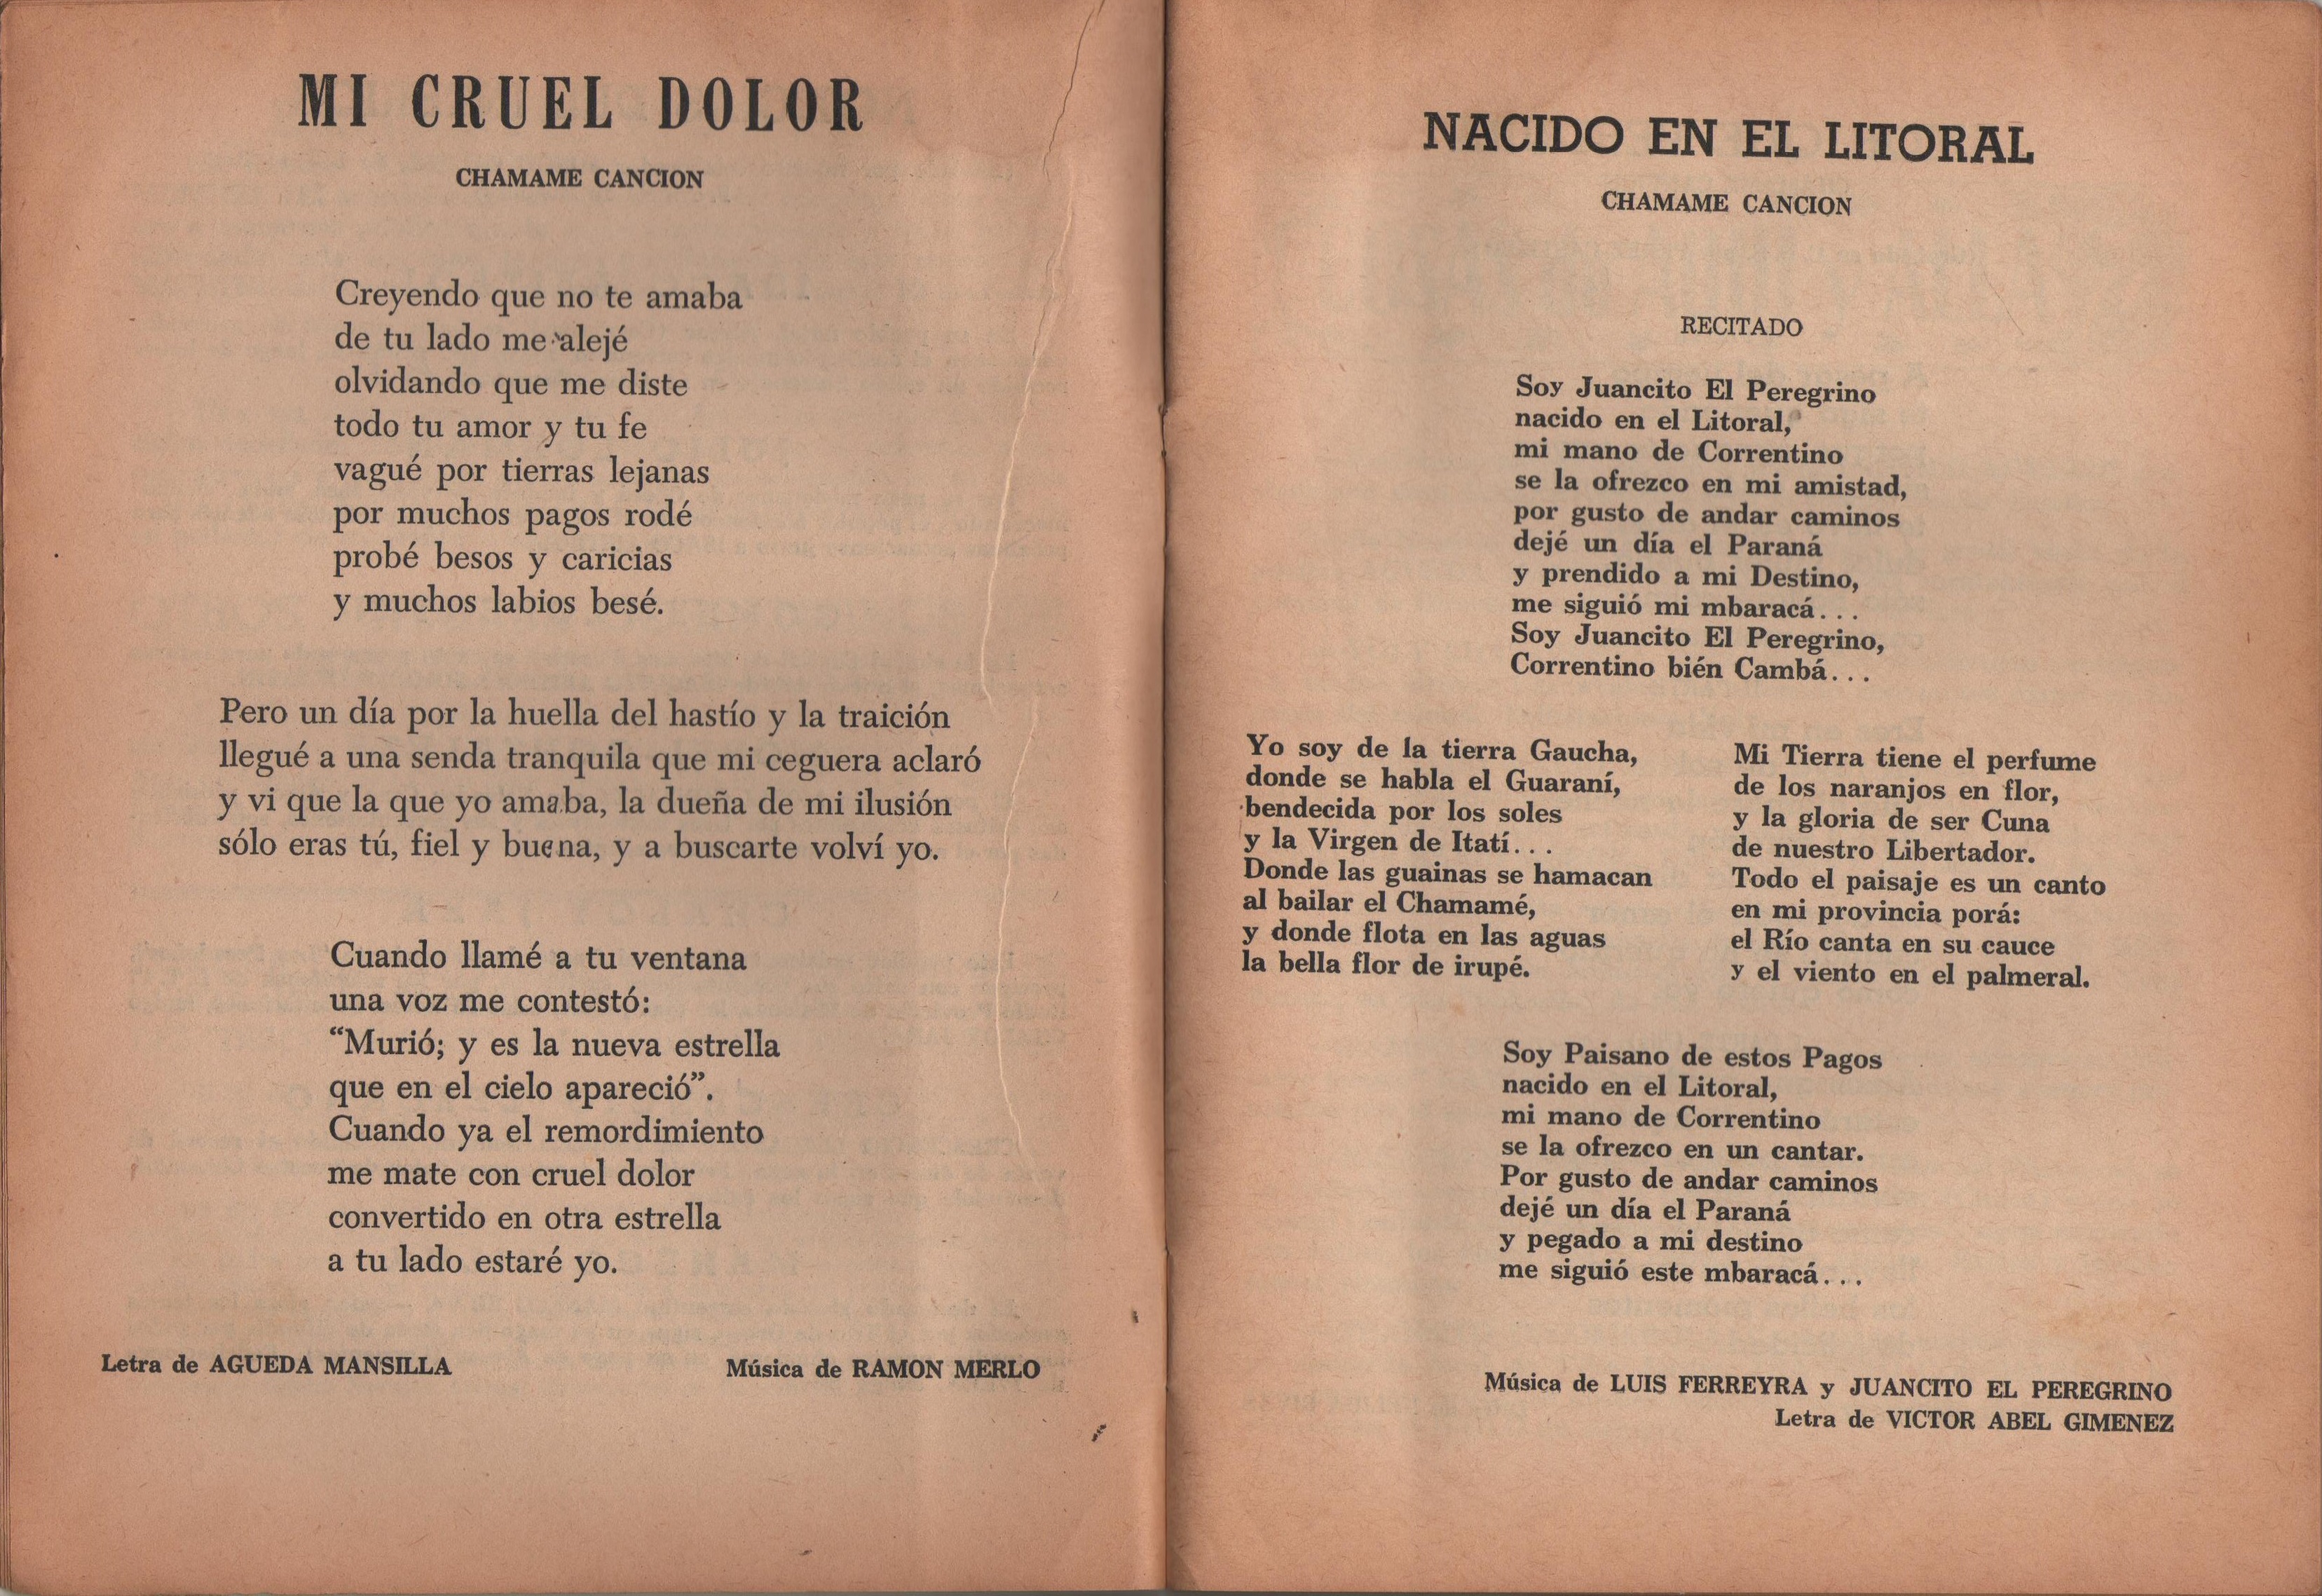 MI CRUEL DOLOR
CHAMAME CANCION
Creyendo que no te amaba
de tu lado me alejé
olvidando que me diste
todo tu amor y tu fe
vagué por tierras lejanas
por muchos pagos rodé
probé besos y caricias
y muchos labios besé.
Pero un día por la huella del hastío y la traición
llegué a una senda tranquila que mi ceguera aclaró
y vi que la que yo amaba, la dueña de mi ilusión
sólo eras tú, fiel y buena, y a buscarte volví yo.
Cuando llamé a tu ventana
una voz me contestó:
“Murió; y es la nueva estrella
que en el cielo apareció”.
Cuando ya el remordimiento
me mate con cruel dolor
convertido en otra estrella
a tu lado estaré yo.
Letra de AGUEDA MANSILLA
Música de RAMON MERLO
NACIDO EN EL LITORAL
CHAMAME CANCION
RECITADO
Soy Juancito El Peregrino
nacido en el Litoral,
mi mano de Correntino
se la ofrezco en mi amistad,
por gusto de andar caminos
dejé un día el Paraná
y prendido a mi Destino,
me siguió mi mbaracá...
Soy Juancito El Peregrino,
Correntino bién Cambá...
Yo soy de la tierra Gaucha,
donde se habla el Guaraní,
bendecida por los soles
y la Virgen de Itatí...
Donde las guainas se hamacan
al bailar el Chamamé,
y donde flota en las aguas
la bella flor de irupé.
Mi Tierra tiene el perfume
de los naranjos en flor,
y la gloria de ser Cuna
de nuestro Libertador.
Todo el paisaje es un canto
en mi provincia porá:
el Río canta en su cauce
y el viento en el palmeral.
Soy Paisano de estos Pagos
nacido en el Litoral,
mi mano de Correntino
se la ofrezco en un cantar.
Por gusto de andar caminos
dejé un día el Paraná
y pegado a mi destino
me siguió este mbaracá...
Música de LUIS FERREYRA y JUANCITO EL PEREGRINO
Letra de VICTOR ABEL GIMENEZ